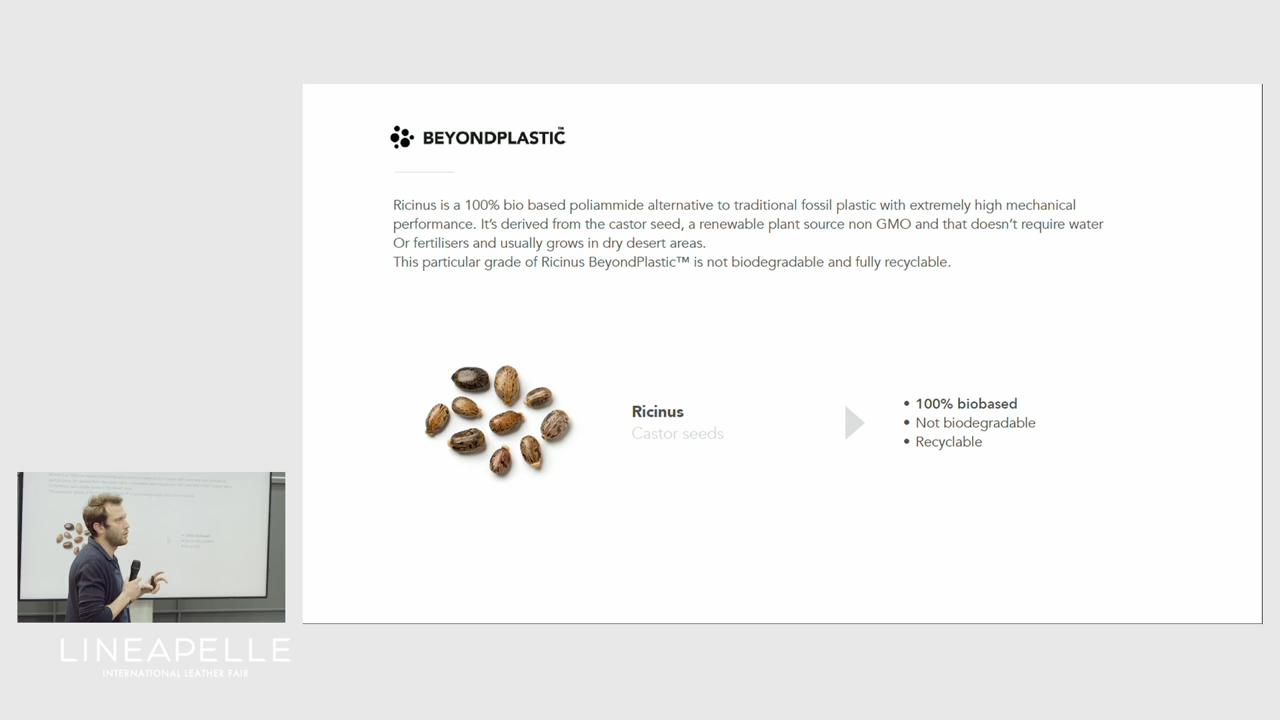 BEYONDPLASTIC™
Ricinus is a 100% bio based poliammide alternative to traditional fossil plastic with extremely high mechanical
performance. It's derived from the castor seed, a renewable plant source non GMO and that doesn't require water
Or fertilisers and usually grows in dry desert areas.
This particular grade of Ricinus BeyondPlastic™ is not biodegradable and fully recyclable.
Ricinus
Castor seeds
• 100% biobased
• Not biodegradable
• Recyclable
LINEAPELLE
INTERNATIONAL LEATHER FAIR